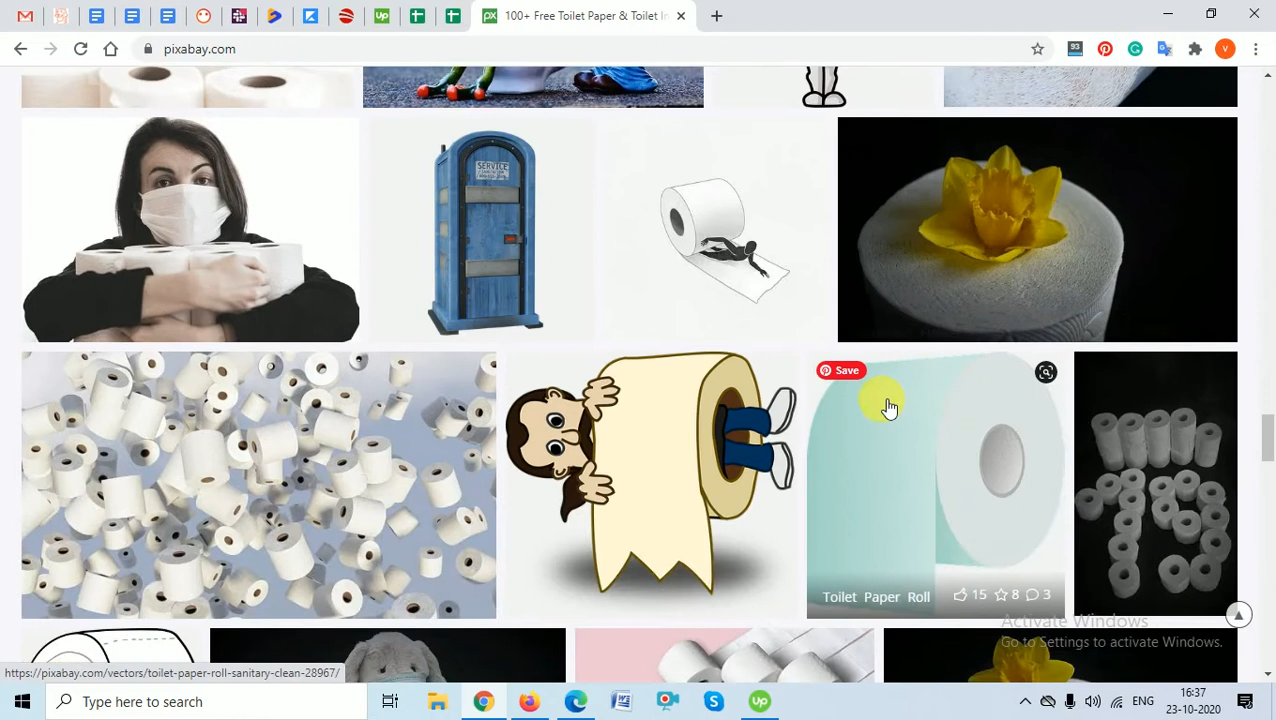 100+ Free Toilet Paper & Toilet Im
pixabay.com
93
V
SERVICE
Save
Toilet Paper Roll
15
8
3
Activate Windows
Go to Settings to activate Windows.
https://pixabay.com/vectors/toilet-paper-roll-sanitary-clean-28967/
Type here to search
ENG
16:37
23-10-2020